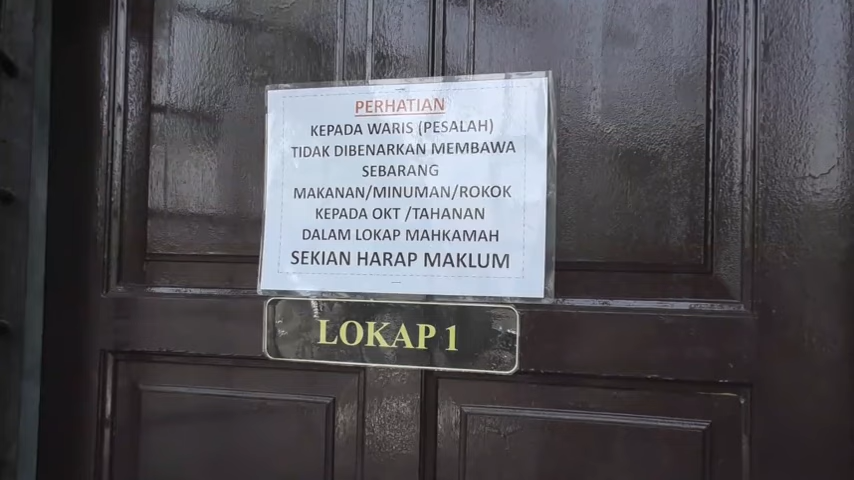 PERHATIAN
KEPADA WARIS (PESALAH)
TIDAK DIBENARKAN MEMBAWA
SEBARANG
MAKANAN/MINUMAN/ROKOK
KEPADA OKT /TAHANAN
DALAM LOKAP MAHKAMAH
SEKIAN HARAP MAKLUM
LOKAP 1